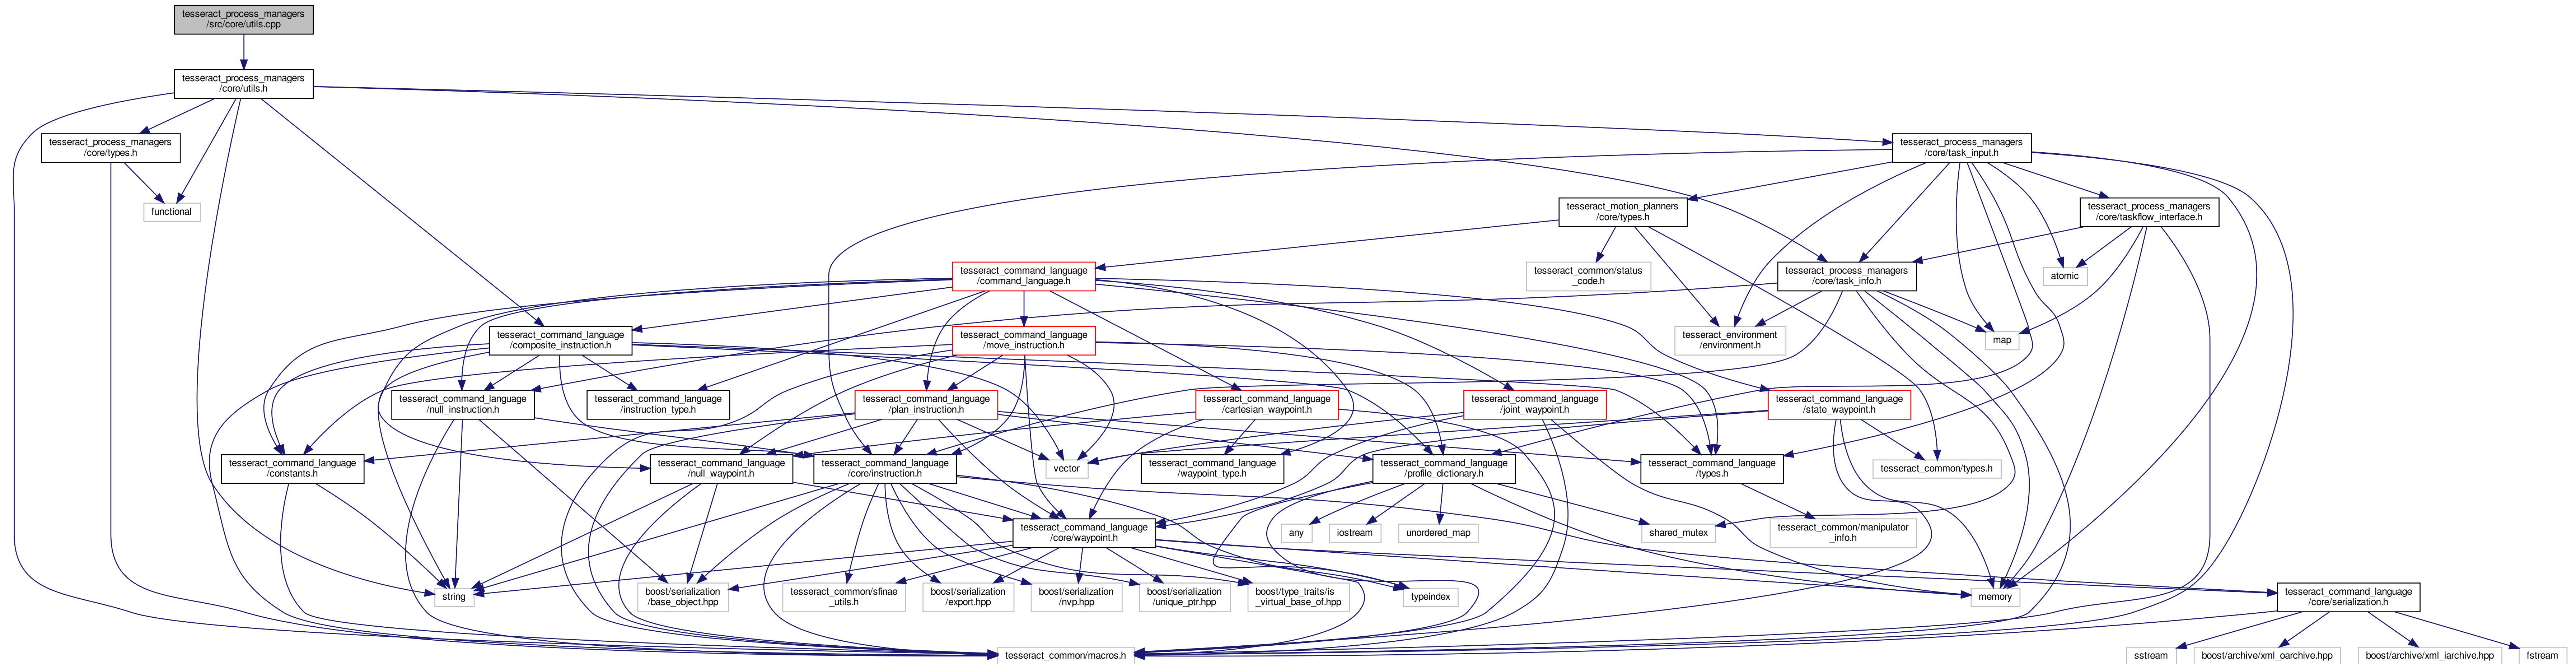 tesseract_process_managers
/src/core/utils.cpp
tesseract_process_managers
/core/utils.h
tesseract_process_managers
/core/types.h
tesseract_process_managers
/core/task_input.h
functional
tesseract_motion_planners
/core/types.h
tesseract_process_managers
/core/taskflow_interface.h
tesseract_command_language
/command_language.h
tesseract_common/status
_code.h
tesseract_process_managers
/core/task_info.h
atomic
tesseract_command_language
/composite_instruction.h
tesseract_command_language
/move_instruction.h
tesseract_environment
/environment.h
map
tesseract_command_language
/null_instruction.h
tesseract_command_language
/instruction_type.h
tesseract_command_language
/plan_instruction.h
tesseract_command_language
/cartesian_waypoint.h
tesseract_command_language
/joint_waypoint.h
tesseract_command_language
/state_waypoint.h
tesseract_command_language
/constants.h
tesseract_command_language
/null_waypoint.h
tesseract_command_language
/core/instruction.h
vector
tesseract_command_language
/waypoint_type.h
tesseract_command_language
/profile_dictionary.h
tesseract_command_language
/types.h
tesseract_common/types.h
tesseract_command_language
/core/waypoint.h
any
iostream
unordered_map
shared_mutex
tesseract_common/manipulator
_info.h
string
boost/serialization
/base_object.hpp
tesseract_common/sfinae
_utils.h
boost/serialization
/export.hpp
boost/serialization
/nvp.hpp
boost/serialization
/unique_ptr.hpp
boost/type_traits/is
_virtual_base_of.hpp
typeindex
memory
tesseract_command_language
/core/serialization.h
tesseract_common/macros.h
sstream
boost/archive/xml_oarchive.hpp
boost/archive/xml_iarchive.hpp
fstream